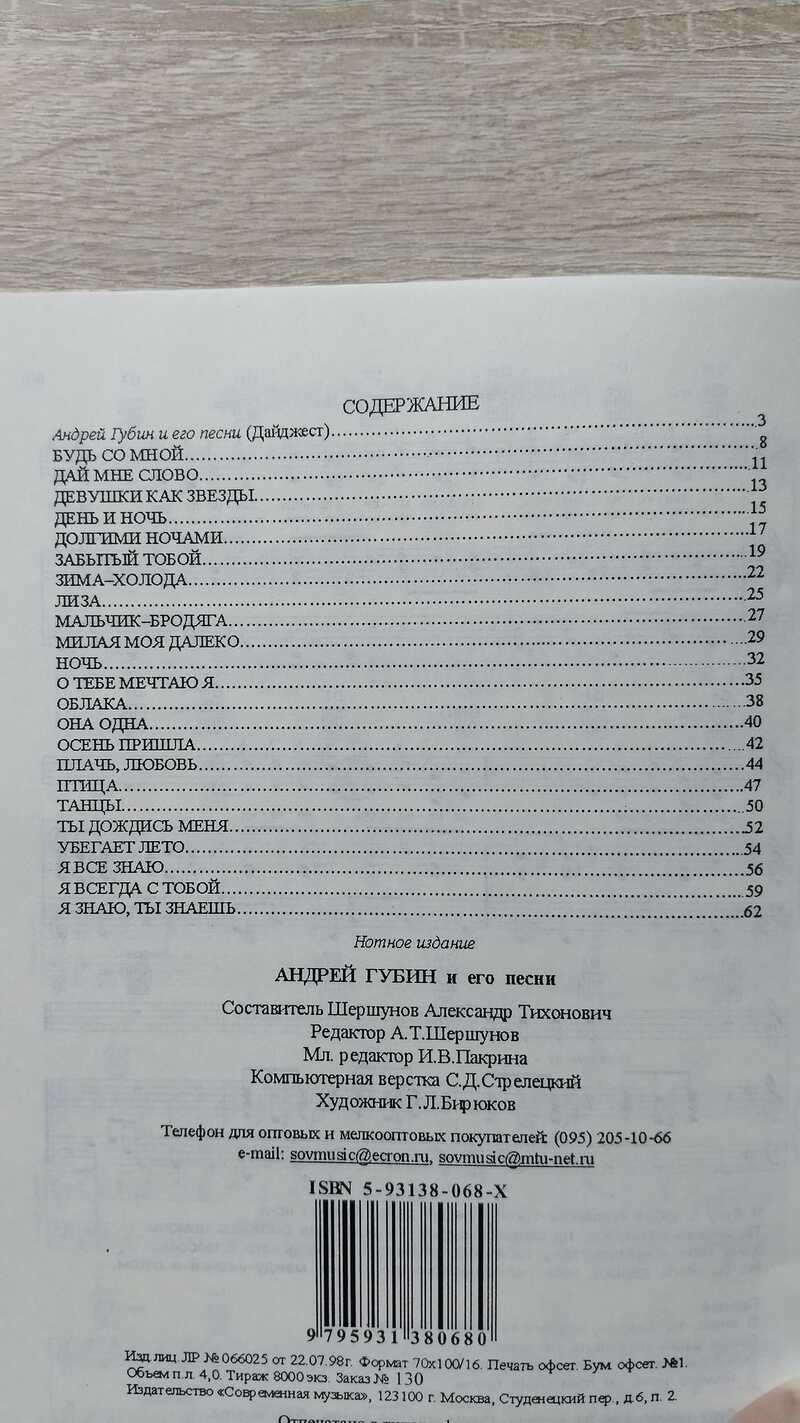 СОДЕРЖАНИЕ
Андрей Губин и его песни (Дайджест)..........3
БУДЬ СО МНОЙ..........8
ДАЙ МНЕ СЛОВО..........11
ДЕВУШКИ КАК ЗВЕЗДЫ..........13
ДЕНЬ И НОЧЬ..........15
ДОЛГИМИ НОЧАМИ..........17
ЗАБЫТЫЙ ТОБОЙ..........19
ЗИМА–ХОЛОДА..........22
ЛИЗА..........25
МАЛЬЧИК–БРОДЯГА..........27
МИЛАЯ МОЯ ДАЛЕКО..........29
НОЧЬ..........32
О ТЕБЕ МЕЧТАЮ Я..........35
ОБЛАКА..........38
ОНА ОДНА..........40
ОСЕНЬ ПРИШЛА..........42
ПЛАЧЬ, ЛЮБОВЬ..........44
ПТИЦА..........47
ТАНЦЫ..........50
ТЫ ДОЖДИСЬ МЕНЯ..........52
УБЕГАЕТ ЛЕТО..........54
Я ВСЕ ЗНАЮ..........56
Я ВСЕГДА С ТОБОЙ..........59
Я ЗНАЮ, ТЫ ЗНАЕШЬ..........62
Нотное издание
АНДРЕЙ ГУБИН и его песни
Составитель Шершунов Александр Тихонович
Редактор А.Т.Шершунов
Мл. редактор И.В.Пакрина
Компьютерная верстка С.Д.Стрелецкий
Художник Г.Л.Бирюков
Телефон для оптовых и мелкооптовых покупателей: (095) 205-10-66
e-mail: sovmusic@ecron.ru, sovmusic@mtu-net.ru
ISBN 5-93138-068-X
9 795931 380680
Изд.лиц. ЛР № 066025 от 22.07.98г. Формат 70х100/16. Печать офсет. Бум. офсет. №1.
Объем п.л. 4,0. Тираж 8000 экз. Заказ № 130
Издательство «Современная музыка», 123100 г. Москва, Студенецкий пер., д.6, п. 2.